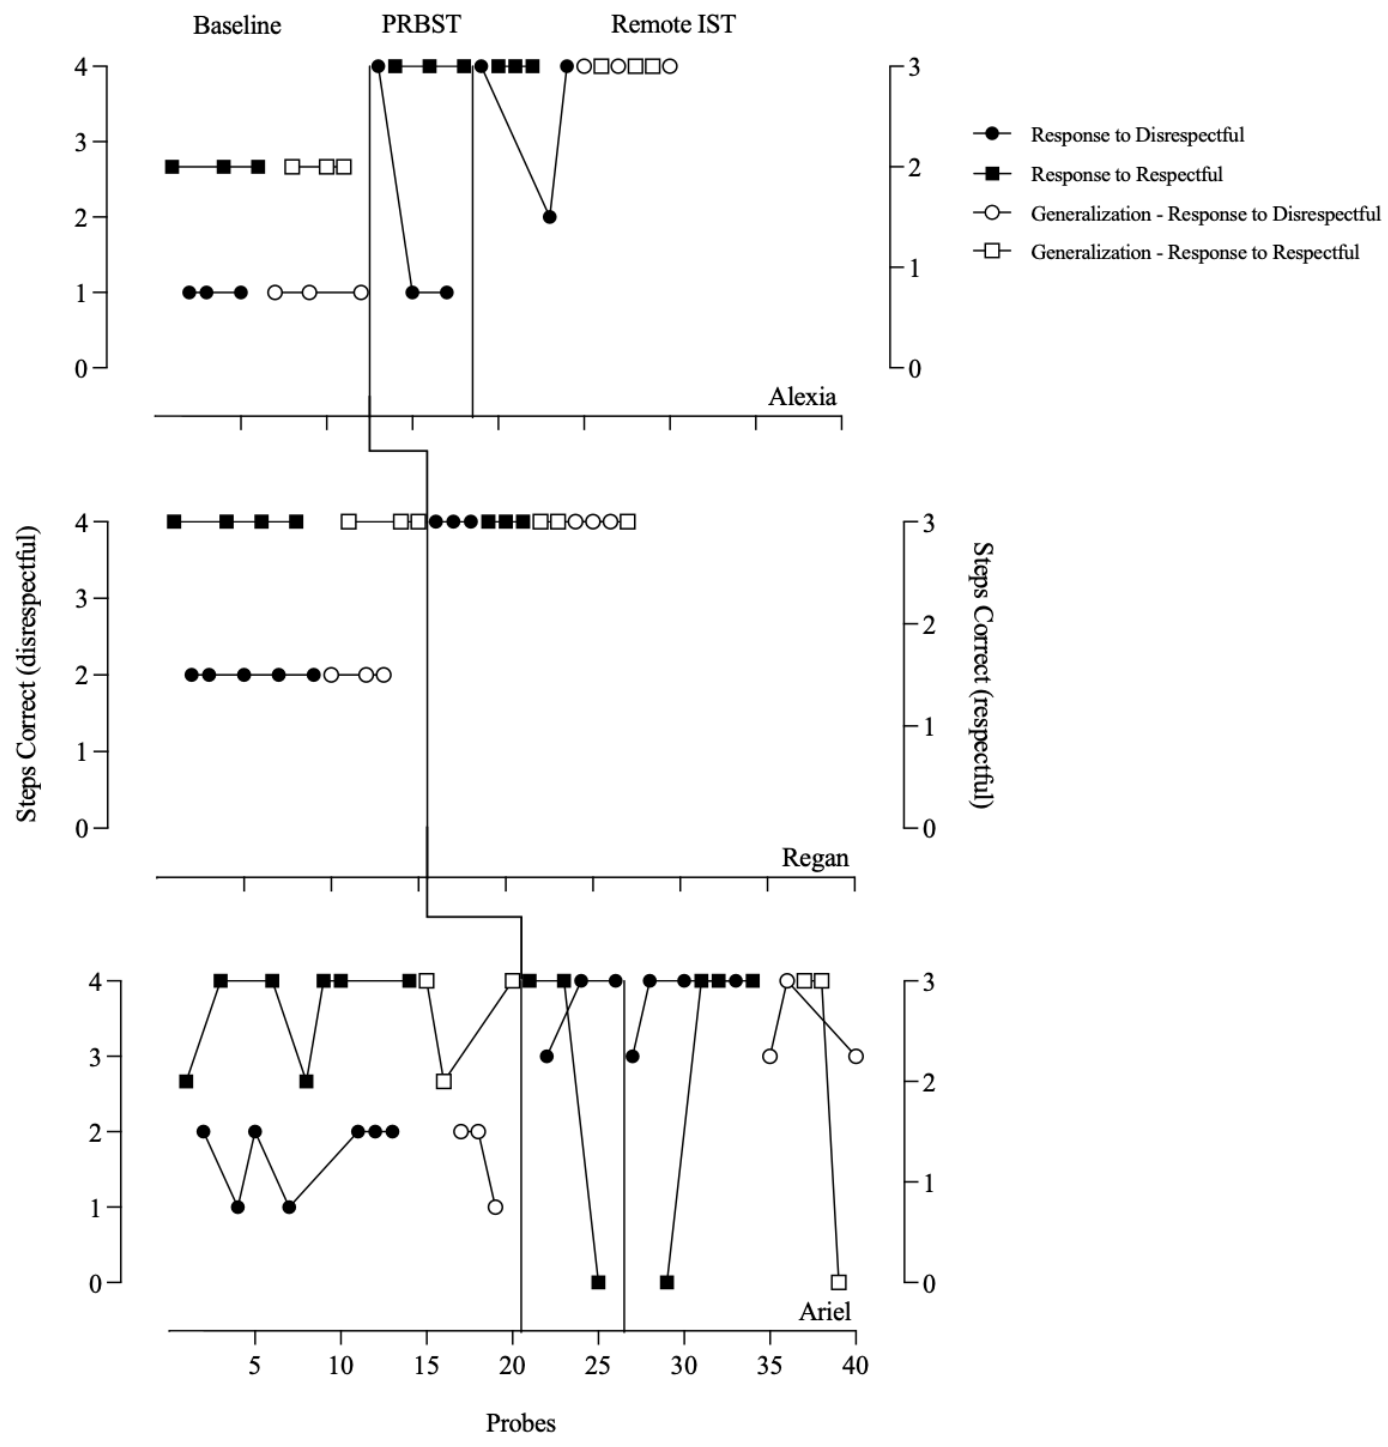 Baseline PRBST Remote IST
4 3
3
2
2
1
1
0 0
Alexia
Response to Disrespectful
Response to Respectful
Generalization - Response to Disrespectful
Generalization - Response to Respectful
Steps Correct (disrespectful)
4 3
3
2
2
1
1
0 0
Regan
Steps Correct (respectful)
4 3
3
2
2
1
1
0 0
Ariel
5 10 15 20 25 30 35 40
Probes